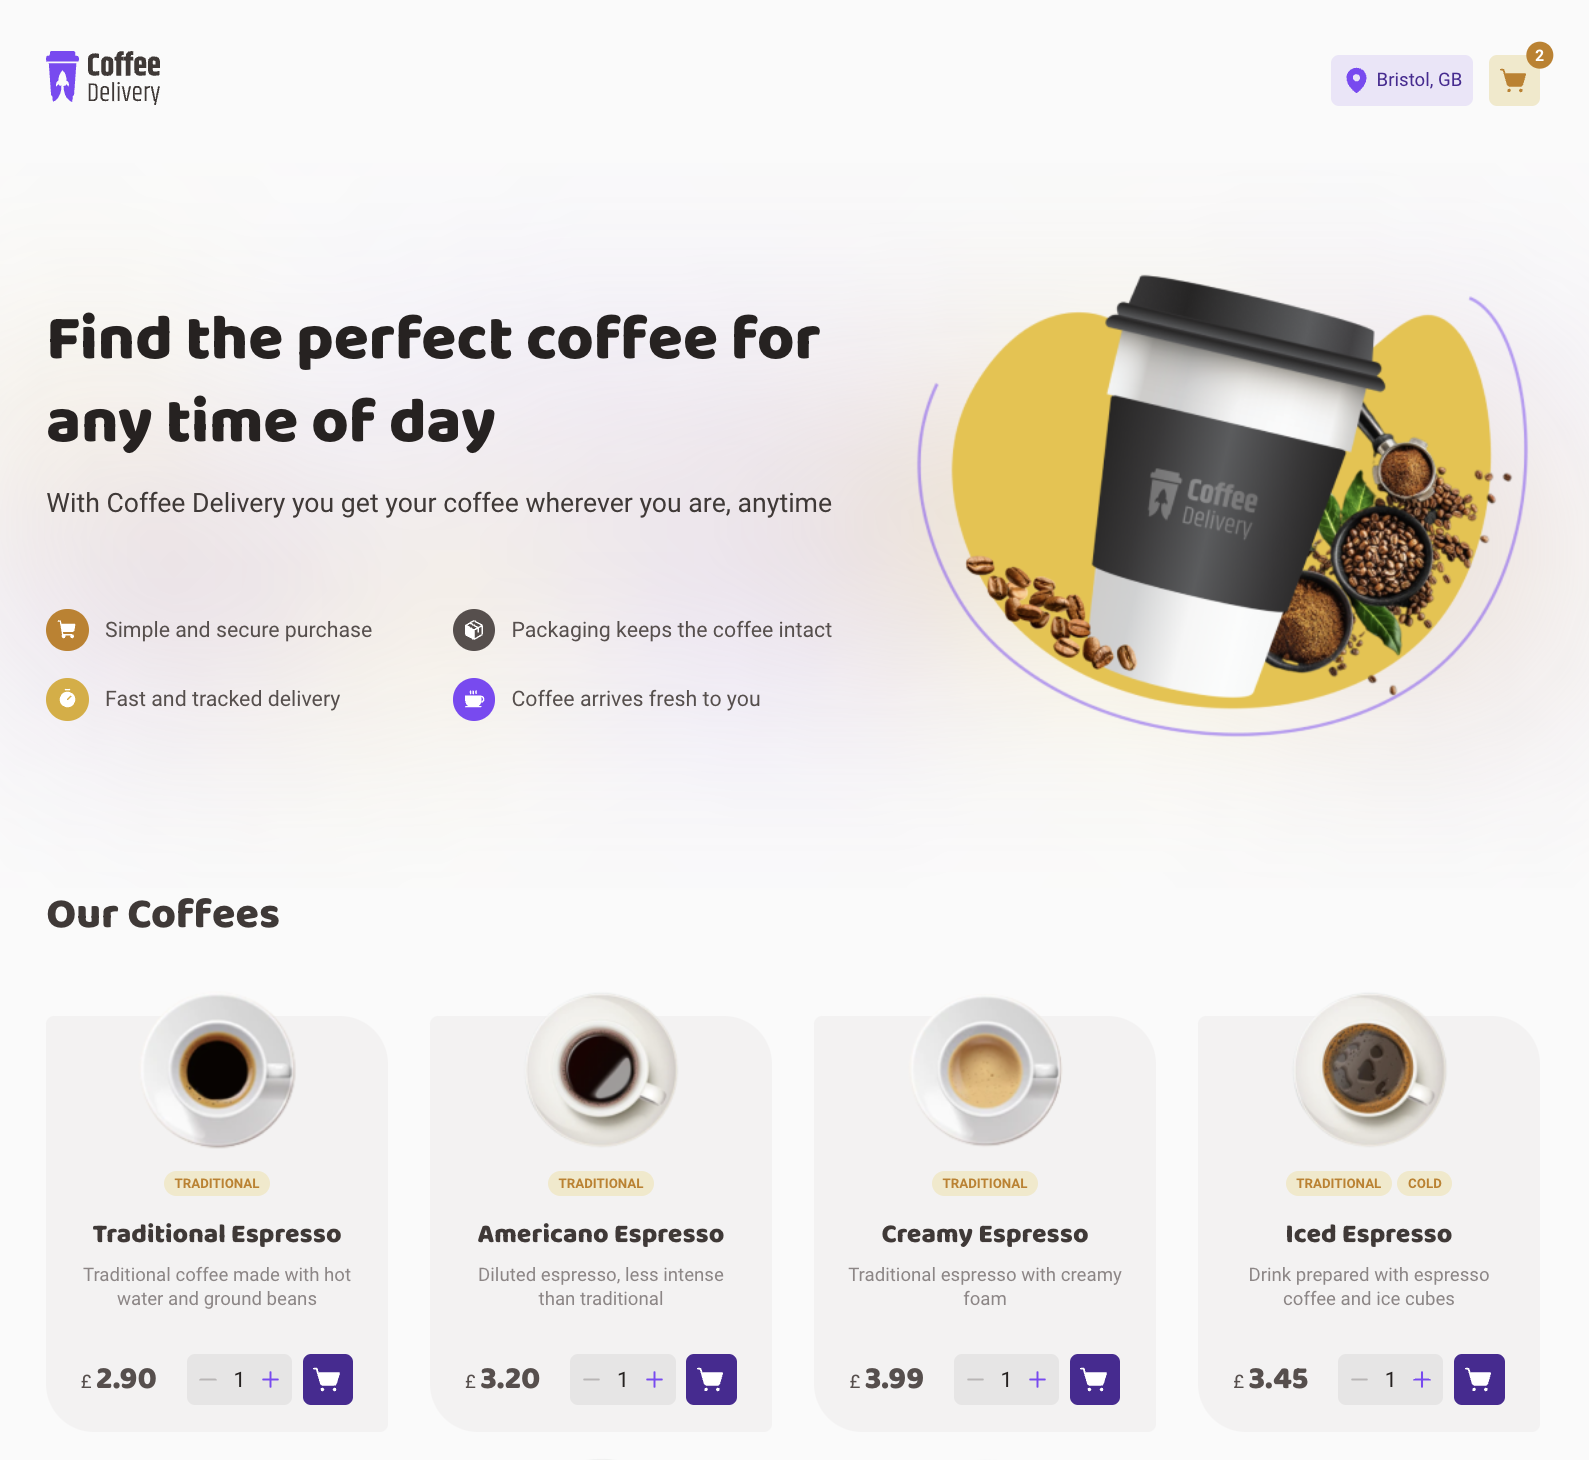 Coffee
Delivery
Bristol, GB
2
Find the perfect coffee for
any time of day
With Coffee Delivery you get your coffee wherever you are, anytime
Simple and secure purchase
Packaging keeps the coffee intact
Fast and tracked delivery
Coffee arrives fresh to you
Coffee
Delivery
Our Coffees
TRADITIONAL
Traditional Espresso
Traditional coffee made with hot
water and ground beans
£ 2.90
1
TRADITIONAL
Americano Espresso
Diluted espresso, less intense
than traditional
£ 3.20
1
TRADITIONAL
Creamy Espresso
Traditional espresso with creamy
foam
£ 3.99
1
TRADITIONAL COLD
Iced Espresso
Drink prepared with espresso
coffee and ice cubes
£ 3.45
1